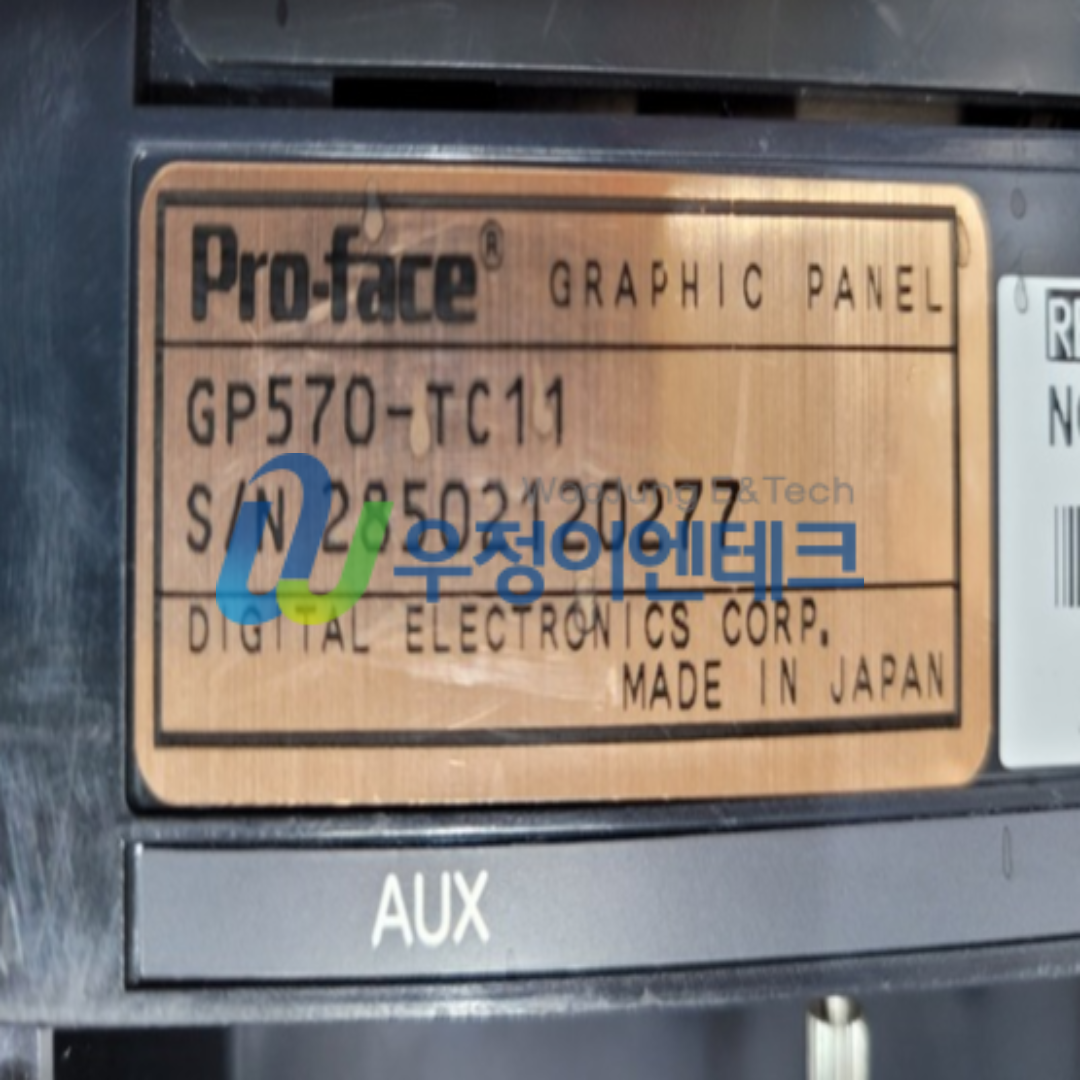 Pro-face® GRAPHIC PANEL
GP570-TC11
S/N 28502120277
WooJung E&Tech
우정이엔테크
DIGITAL ELECTRONICS CORP.
MADE IN JAPAN
AUX